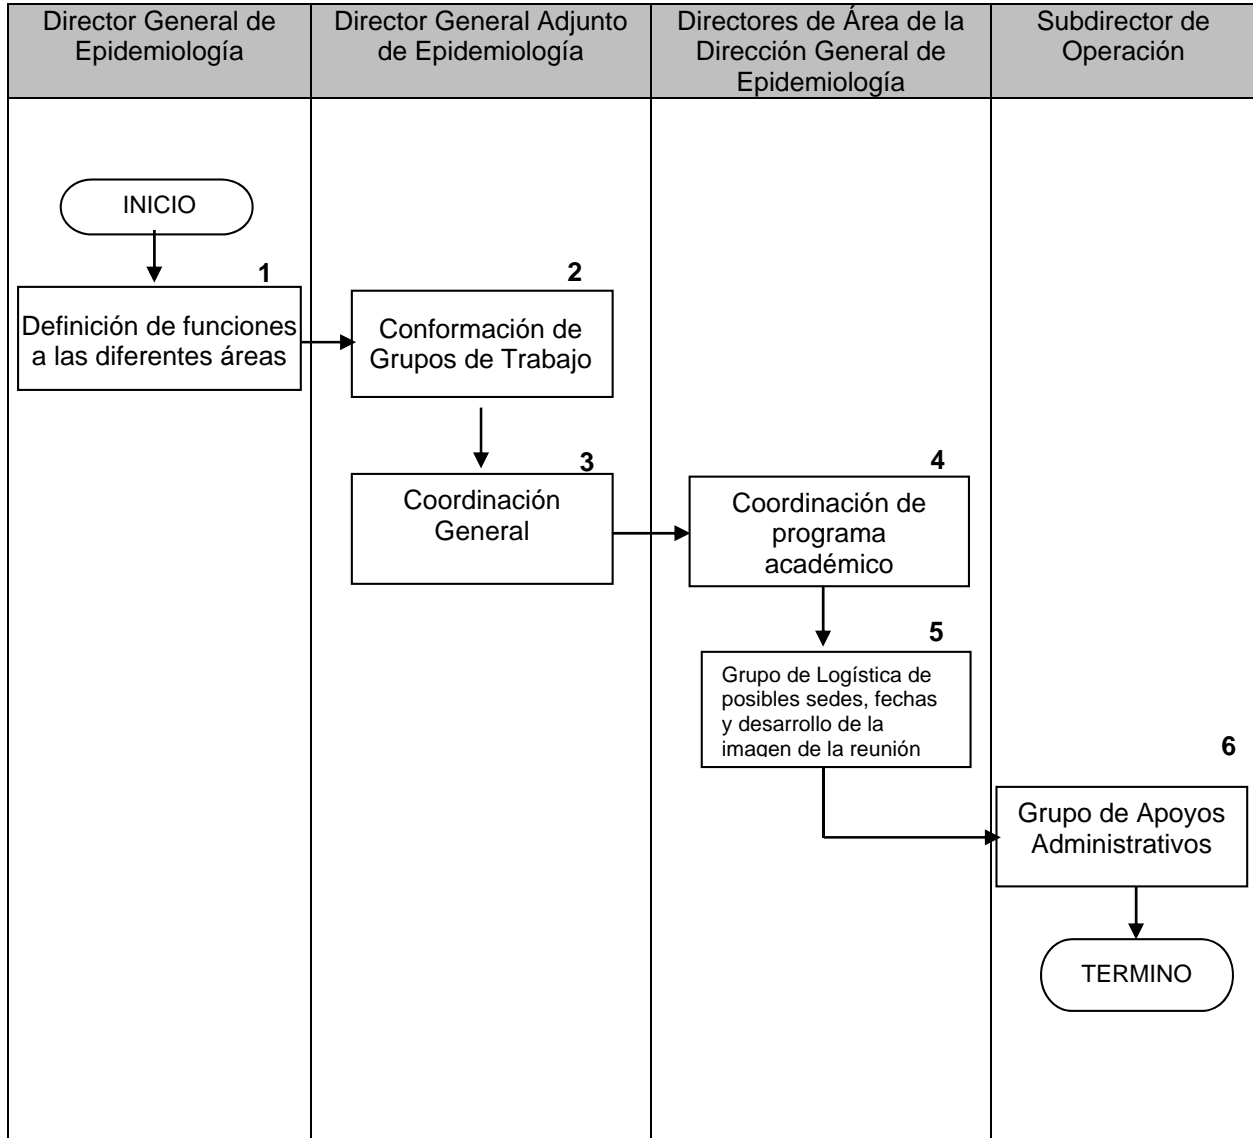 Director General de
Epidemiología
Director General Adjunto
de Epidemiología
Directores de Área de la
Dirección General de
Epidemiología
Subdirector de
Operación
INICIO
1
Definición de funciones
a las diferentes áreas
2
Conformación de
Grupos de Trabajo
3
Coordinación
General
4
Coordinación de
programa
académico
5
Grupo de Logística de
posibles sedes, fechas
y desarrollo de la
imagen de la reunión
6
Grupo de Apoyos
Administrativos
TERMINO